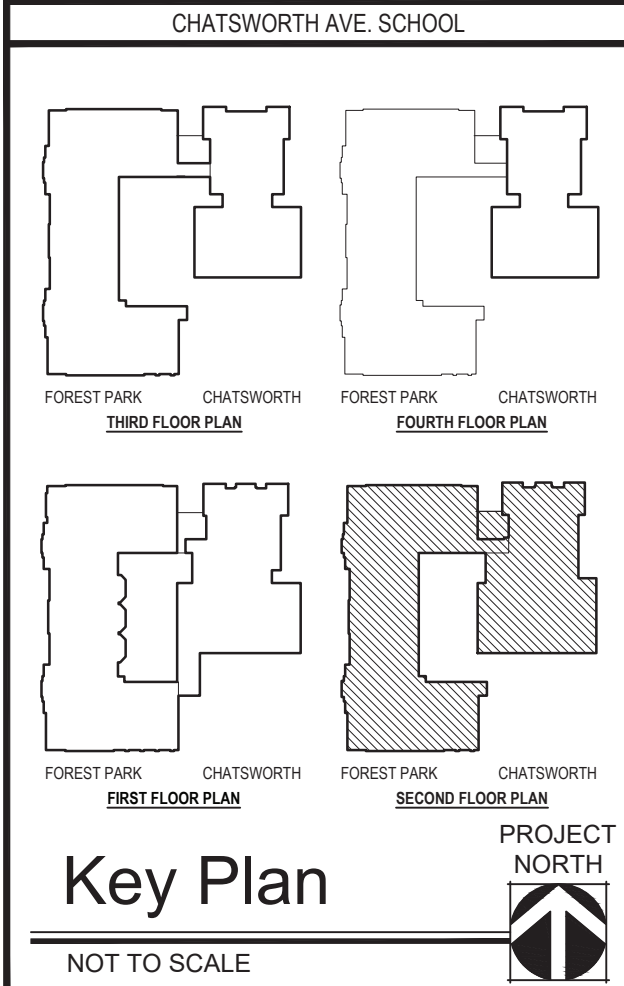 CHATSWORTH AVE. SCHOOL
FOREST PARK CHATSWORTH
THIRD FLOOR PLAN
FOREST PARK CHATSWORTH
FOURTH FLOOR PLAN
FOREST PARK CHATSWORTH
FIRST FLOOR PLAN
FOREST PARK CHATSWORTH
SECOND FLOOR PLAN
Key Plan
NOT TO SCALE
PROJECT
NORTH